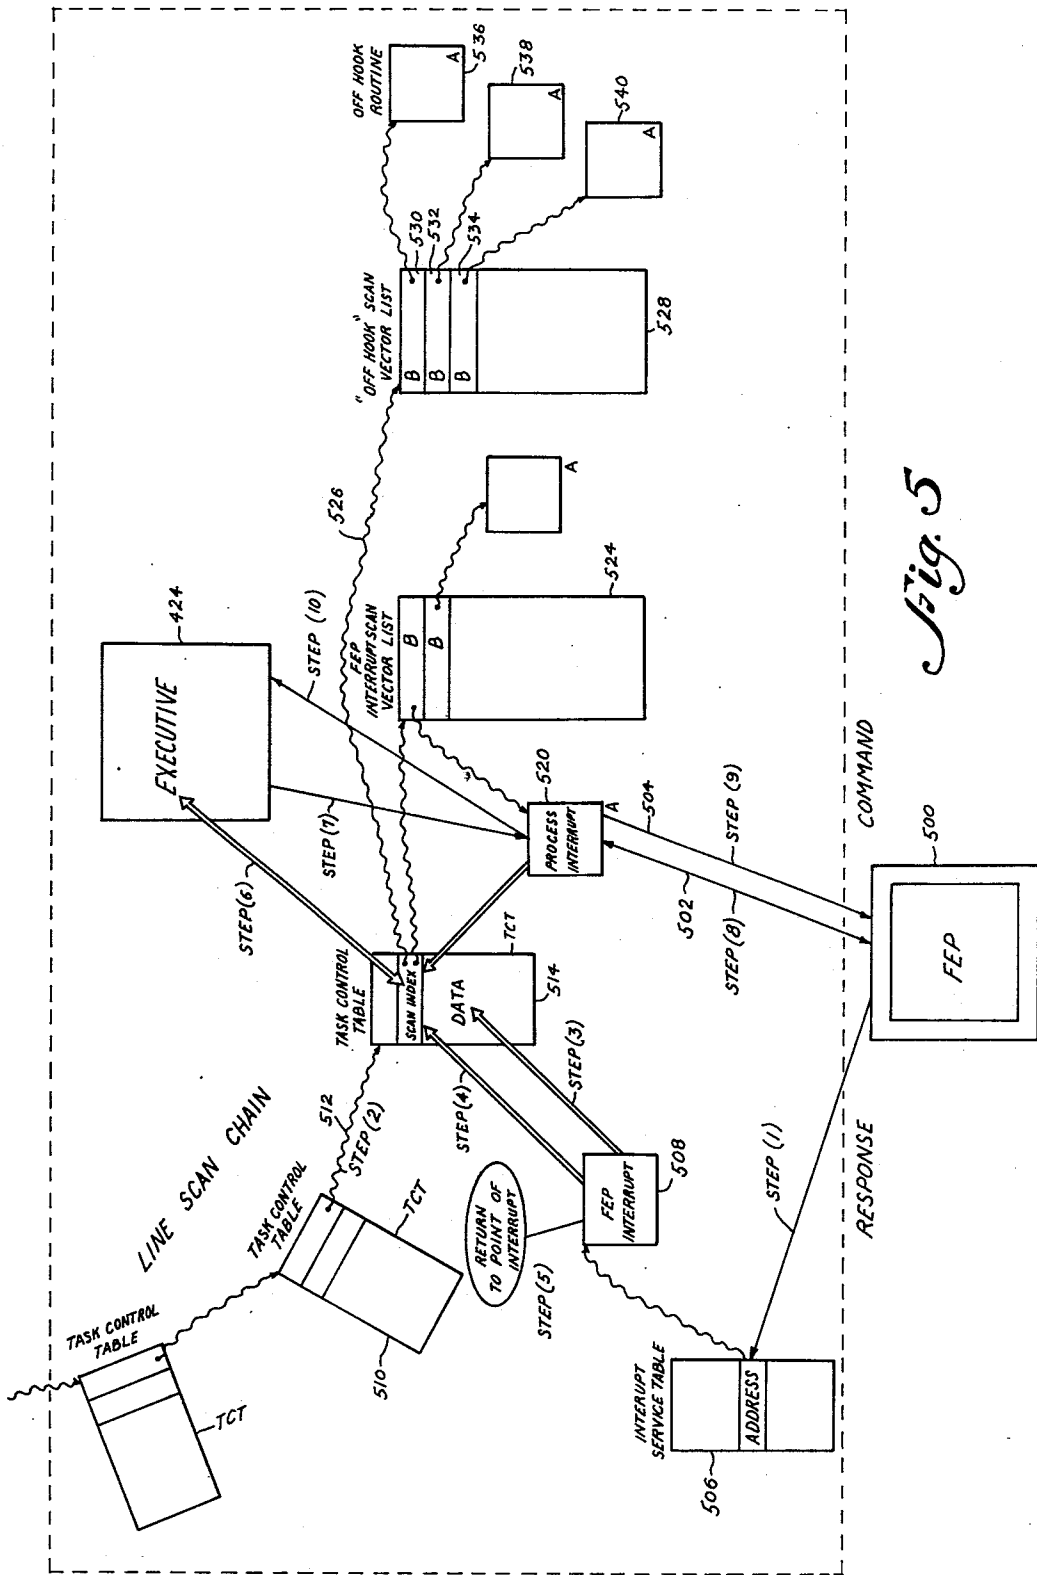 LINE SCAN CHAIN
TASK CONTROL
TABLE
TCT
TASK CONTROL
TABLE
TCT
510
512
STEP (2)
TASK CONTROL
TABLE
SCAN INDEX
DATA
TCT
514
EXECUTIVE
424
STEP (6)
STEP (7)
STEP (10)
526
FEP
INTERRUPT SCAN
VECTOR LIST
B
B
524
A
"OFF HOOK" SCAN
VECTOR LIST
B
B
B
530
532
534
528
OFF HOOK
ROUTINE
A
536
A
538
A
540
INTERUPT
SERVICE TABLE
ADDRESS
506
RETURN
TO POINT OF
INTERRUPT
STEP (5)
FEP
INTERRUPT
508
STEP (4)
STEP (3)
PROCESS
INTERRUPT
A
520
504
502
STEP (8)
STEP (9)
STEP (1)
RESPONSE
COMMAND
FEP
500
Fig. 5